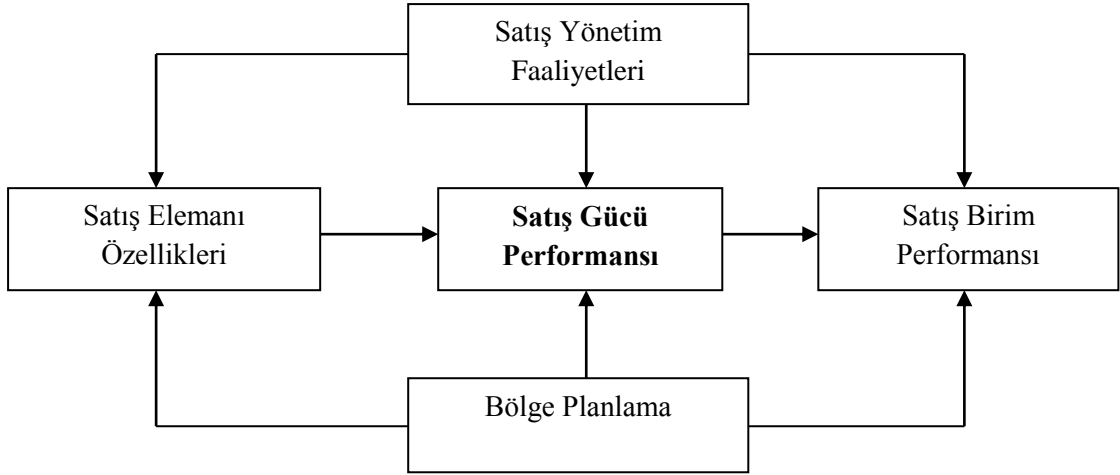 Satış Yönetim
Faaliyetleri
Satış Elemanı
Özellikleri
Satış Gücü
Performansı
Satış Birim
Performansı
Bölge Planlama